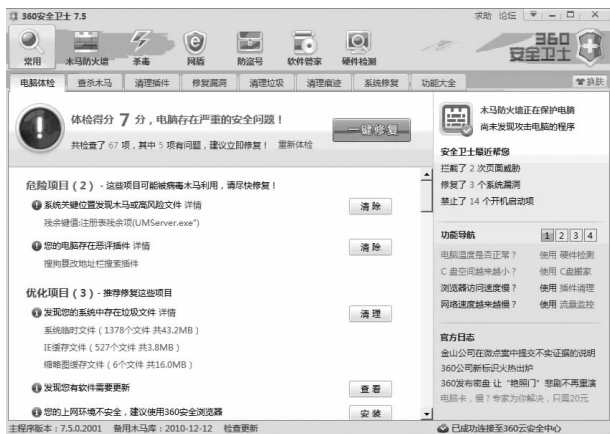 360安全卫士 7.5
求助 论坛
常用
木马防火墙
杀毒
网盾
防盗号
软件管家
硬件检测
360
安全卫士
电脑体检
查杀木马
清理插件
修复漏洞
清理垃圾
清理痕迹
系统修复
功能大全
换肤
体检得分 7 分，电脑存在严重的安全问题！
共检查了 67 项，其中 5 项有问题，建议立即修复！ 重新体检
一键修复
危险项目（2）- 这些项目可能被病毒木马利用，请尽快修复！
系统关键位置发现木马或高风险文件 详情
清除
残余键值:注册表残余项(UMServer.exe")
您的电脑存在恶评插件 详情
清除
搜狗篡改地址栏搜索插件
优化项目（3）- 推荐修复这些项目
发现您的系统中存在垃圾文件 详情
清理
系统临时文件（1378个文件 共43.2MB）
IE缓存文件（527个文件 共3.8MB）
缩略图缓存文件（6个文件 共16.0MB）
发现您有软件需要更新
查看
您的上网环境不安全，建议使用360安全浏览器
安装
木马防火墙正在保护电脑
尚未发现攻击电脑的程序
安全卫士最近帮您
拦截了 2 次页面威胁
修复了 3 个系统漏洞
禁止了 14 个开机启动项
功能导航 1 2 3 4
电脑温度是否正常？ 使用 硬件检测
C 盘空间越来越小？ 使用 C盘搬家
浏览器访问速度慢？ 使用 插件清理
网络速度越来越慢？ 使用 流量监控
官方日志
金山公司在微点案中提交不实证据的说明
360公司新标识火热出炉
360发布密盘 让“艳照门”悲剧不再重演
电脑卡，慢？专家为你解决，只需20元
主程序版本：7.5.0.2001 备用木马库：2010-12-12 检查更新
已成功连接至360云安全中心